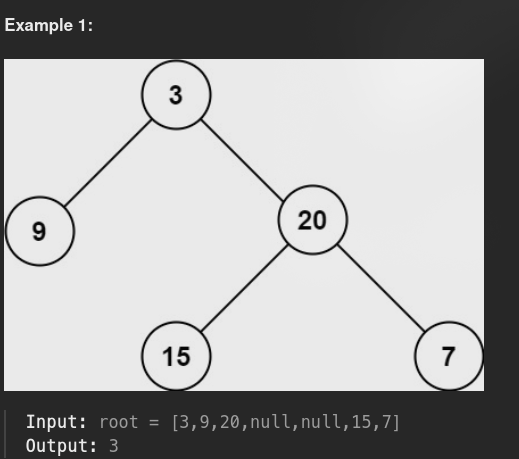 Example 1:
3
9
20
15
7
Input: root = [3,9,20,null,null,15,7]
Output: 3